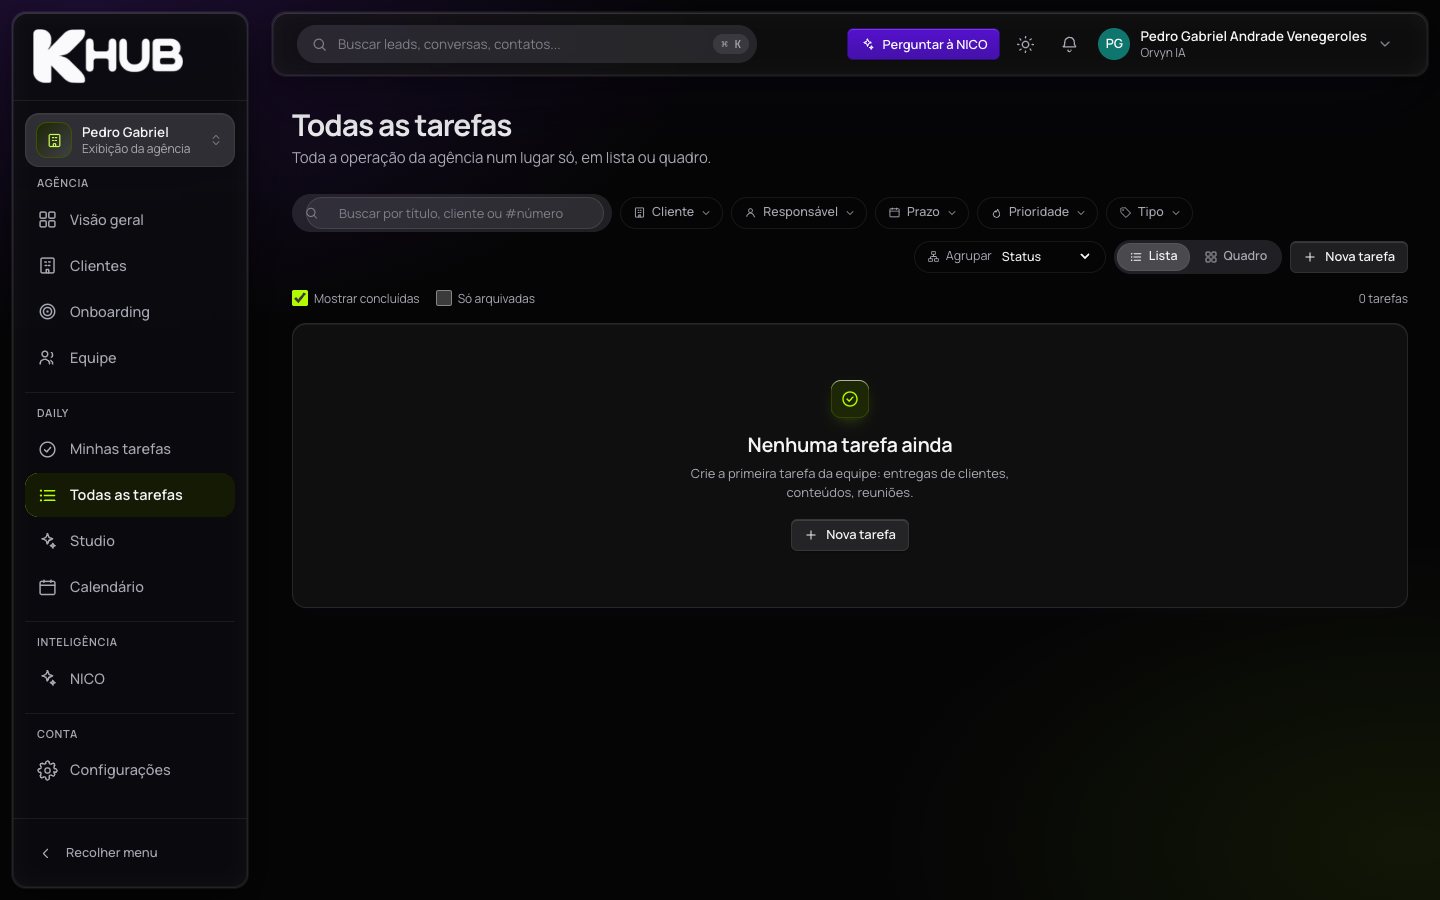 KHUB
Buscar leads, conversas, contatos...
⌘ K
Perguntar à NICO
PG
Pedro Gabriel Andrade Venegeroles
Orvyn IA
Pedro Gabriel
Exibição da agência
AGÊNCIA
Visão geral
Clientes
Onboarding
Equipe
DAILY
Minhas tarefas
Todas as tarefas
Studio
Calendário
INTELIGÊNCIA
NICO
CONTA
Configurações
Recolher menu
Todas as tarefas
Toda a operação da agência num lugar só, em lista ou quadro.
Buscar por título, cliente ou #número
Cliente
Responsável
Prazo
Prioridade
Tipo
Agrupar Status
Lista
Quadro
Nova tarefa
Mostrar concluídas
Só arquivadas
0 tarefas
Nenhuma tarefa ainda
Crie a primeira tarefa da equipe: entregas de clientes,
conteúdos, reuniões.
Nova tarefa